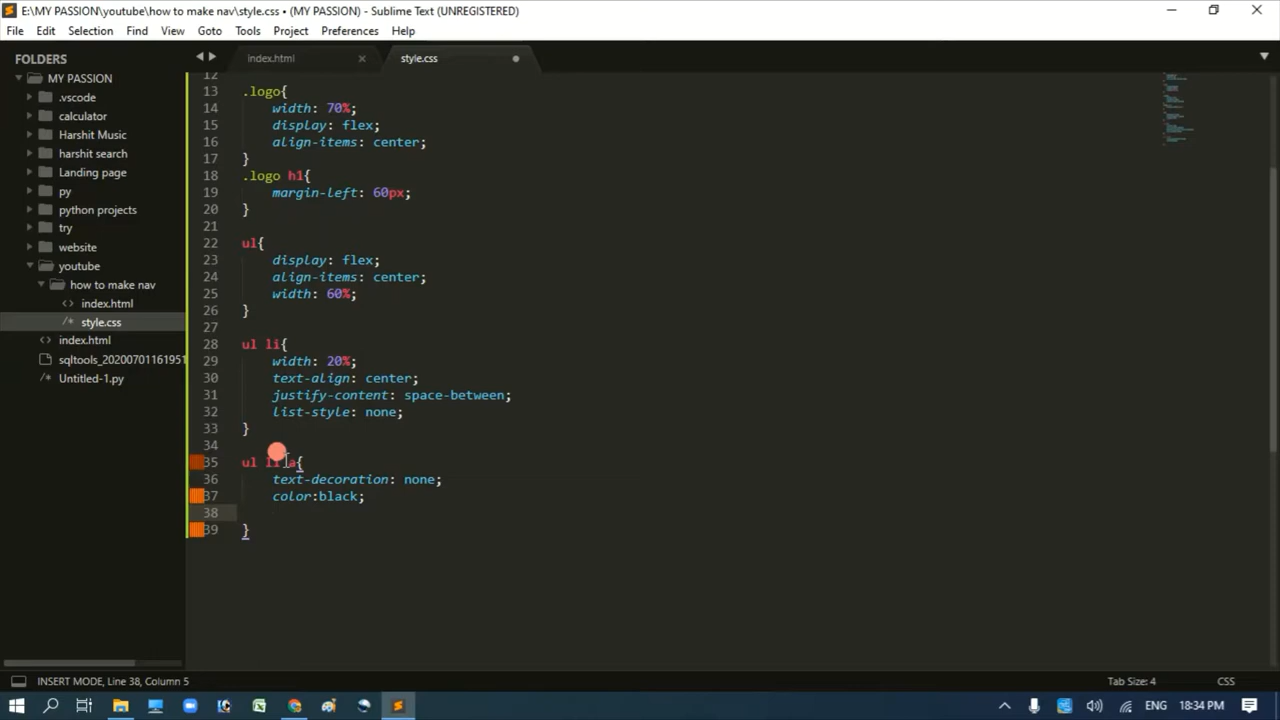 E:\MY PASSION\youtube\how to make nav\style.css • (MY PASSION) - Sublime Text (UNREGISTERED)
File Edit Selection Find View Goto Tools Project Preferences Help
FOLDERS
MY PASSION
.vscode
calculator
Harshit Music
harshit search
Landing page
py
python projects
try
website
youtube
how to make nav
index.html
style.css
index.html
sqltools_20200701161951
Untitled-1.py
index.html style.css
12
13 .logo{
14 width: 70%;
15 display: flex;
16 align-items: center;
17 }
18 .logo h1{
19 margin-left: 60px;
20 }
21
22 ul{
23 display: flex;
24 align-items: center;
25 width: 60%;
26 }
27
28 ul li{
29 width: 20%;
30 text-align: center;
31 justify-content: space-between;
32 list-style: none;
33 }
34
35 ul li a{
36 text-decoration: none;
37 color:black;
38
39 }
INSERT MODE, Line 38, Column 5 Tab Size: 4 CSS
ENG 18:34 PM